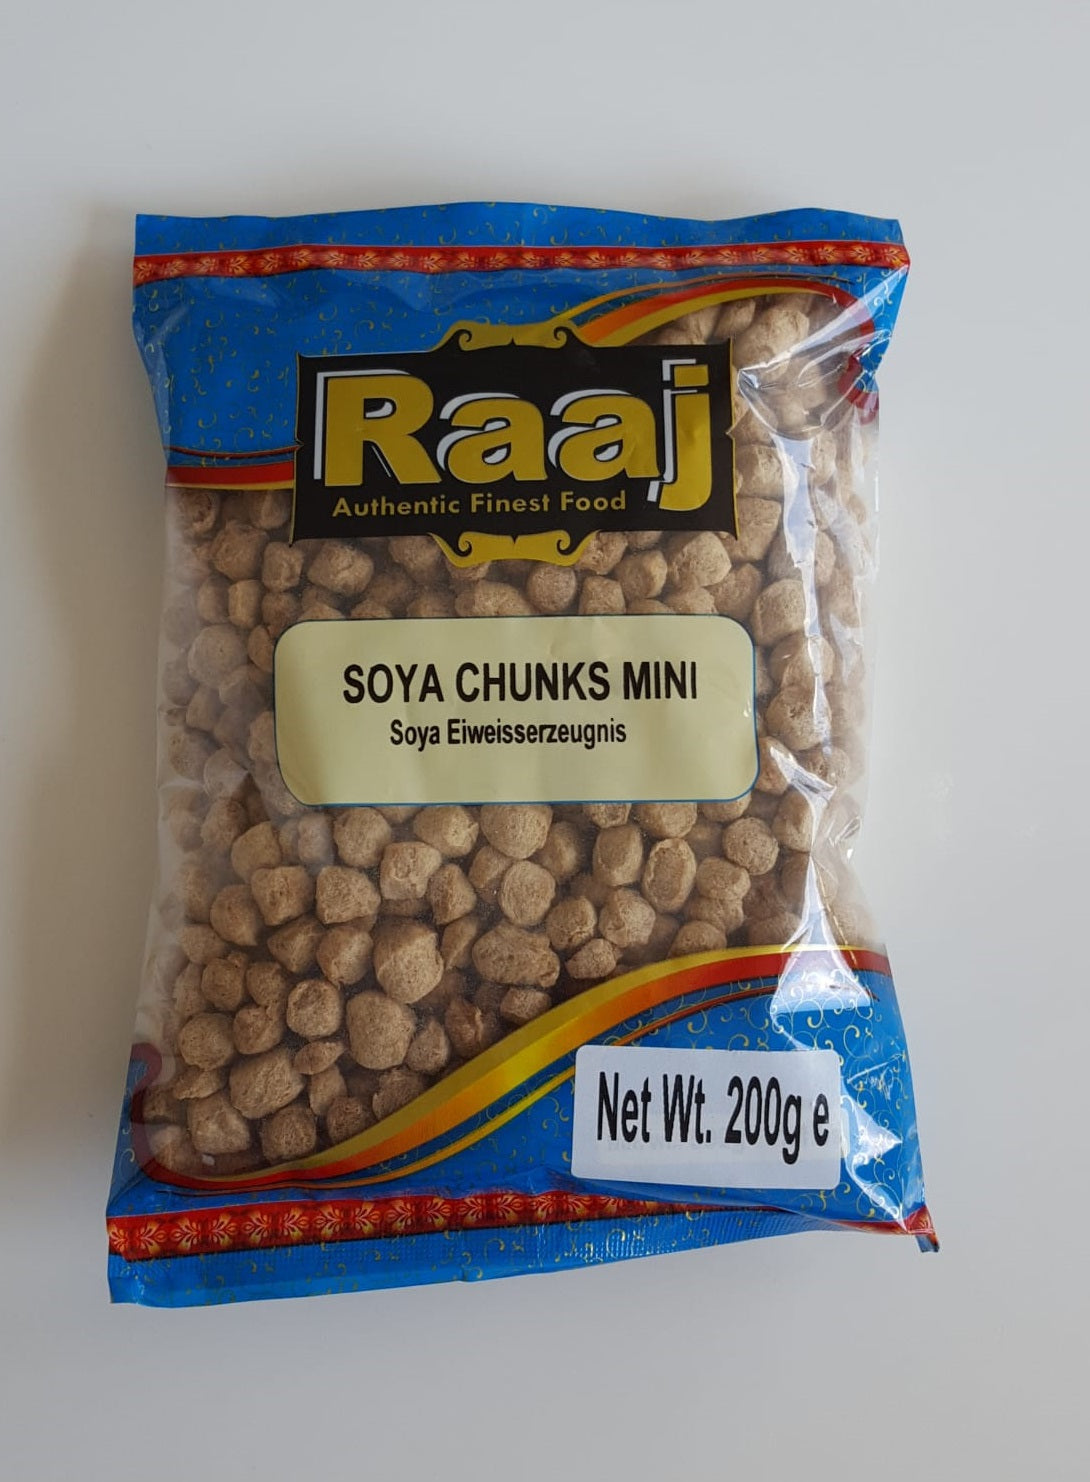 Raaj
Authentic Finest Food
SOYA CHUNKS MINI
Soya Eiweisserzeugnis
Net Wt. 200g e